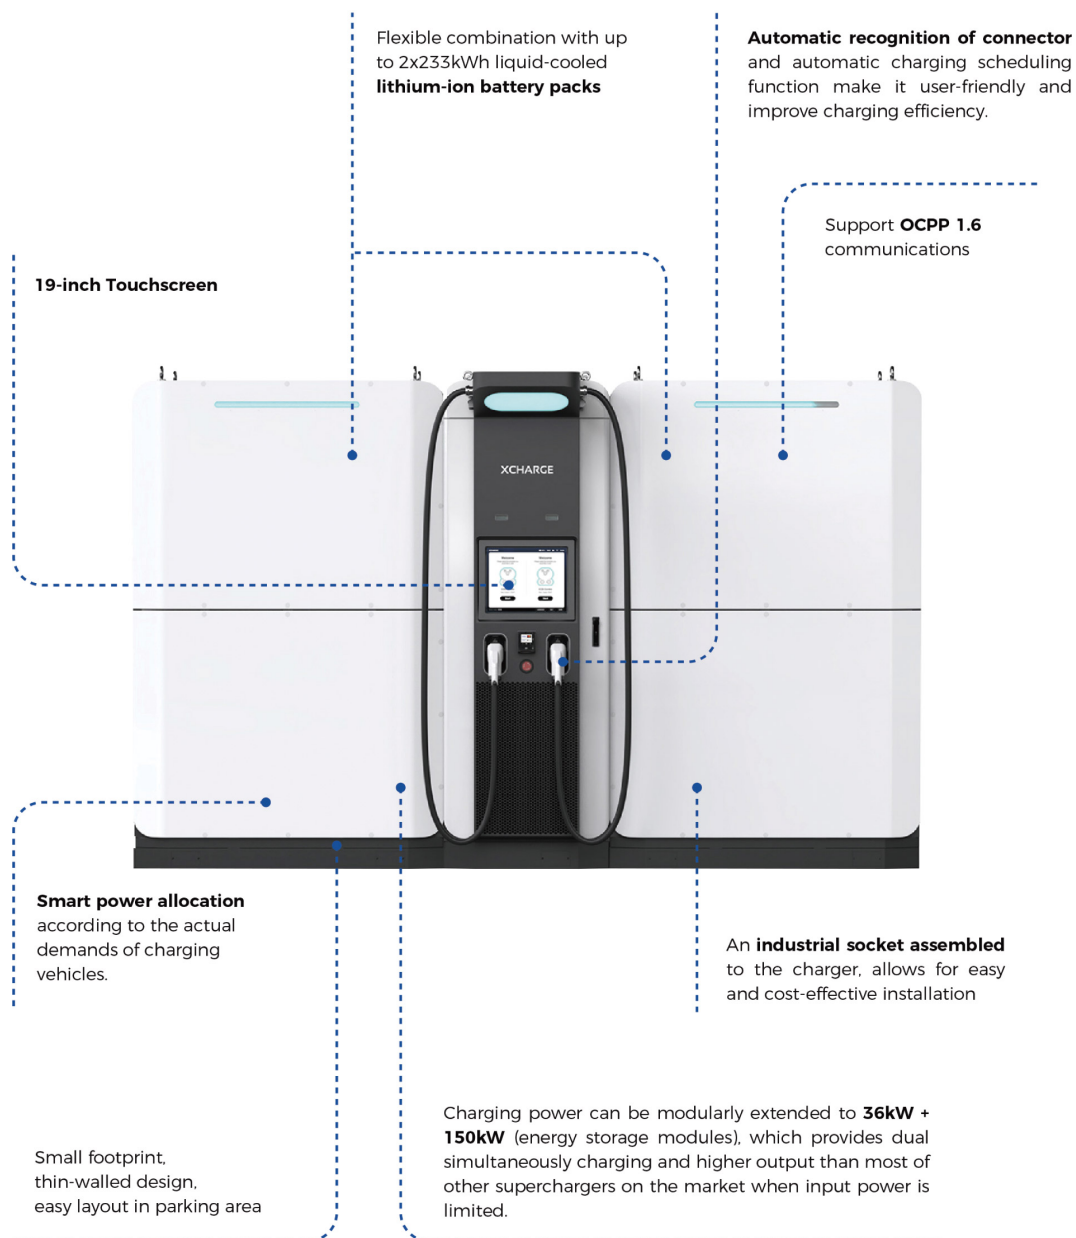 Flexible combination with up
to 2x233kWh liquid-cooled
lithium-ion battery packs
Automatic recognition of connector
and automatic charging scheduling
function make it user-friendly and
improve charging efficiency.
Support OCPP 1.6
communications
19-inch Touchscreen
XCHARGE
Smart power allocation
according to the actual
demands of charging
vehicles.
An industrial socket assembled
to the charger, allows for easy
and cost-effective installation
Charging power can be modularly extended to 36kW +
150kW (energy storage modules), which provides dual
simultaneously charging and higher output than most of
other superchargers on the market when input power is
limited.
Small footprint,
thin-walled design,
easy layout in parking area